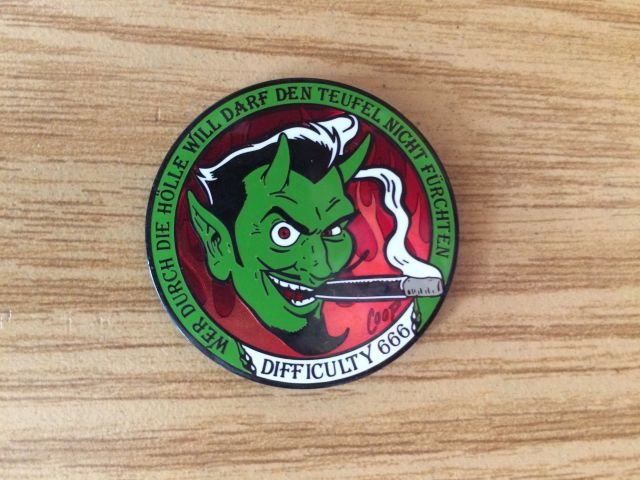 WER DURCH DIE HÖLLE WILL DARF DEN TEUFEL NICHT FÜRCHTEN
Coop
DIFFICULTY 666